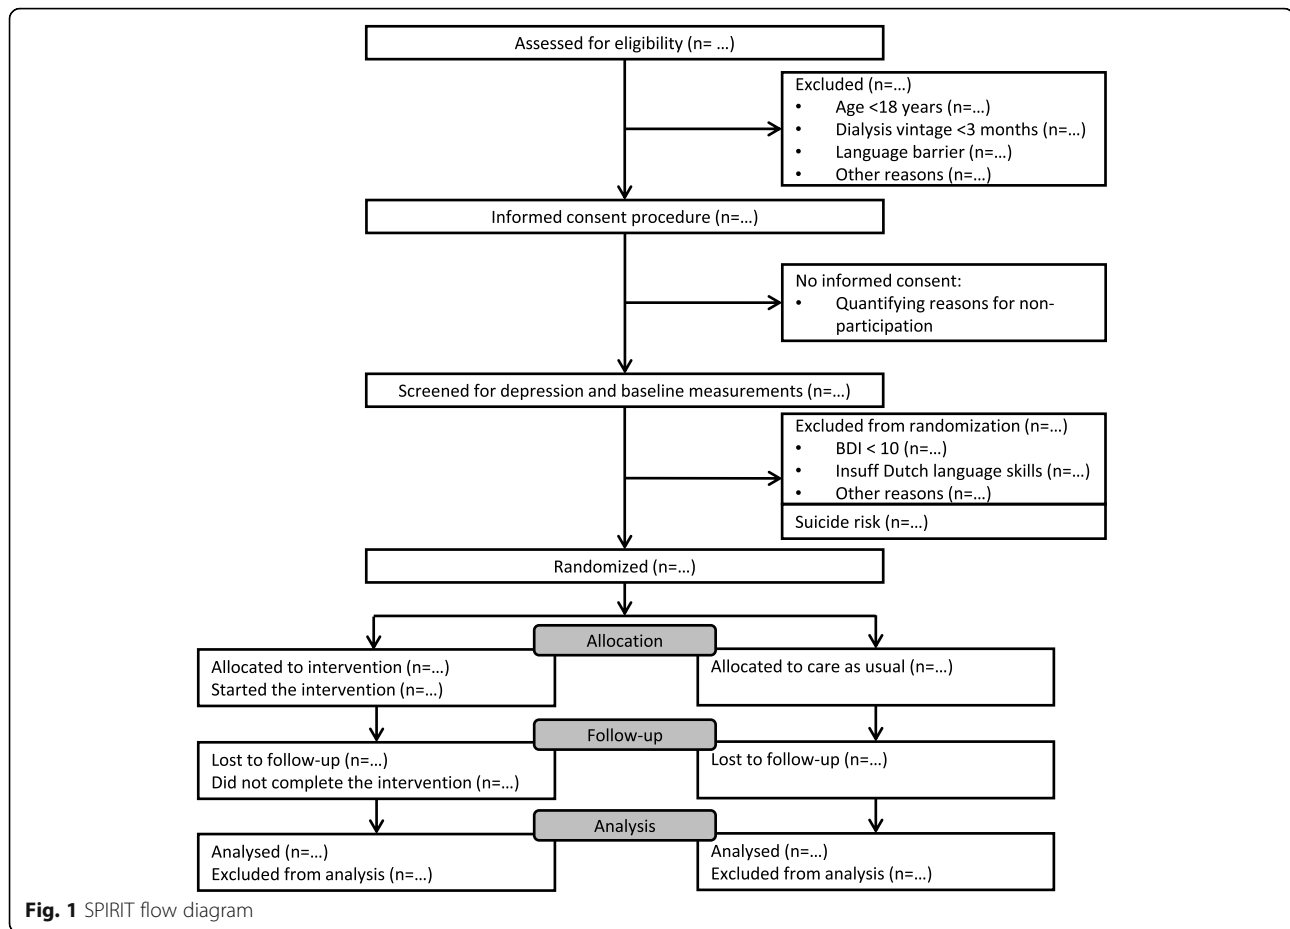 Assessed for eligibility (n= ...)
Excluded (n=...)
• Age <18 years (n=...)
• Dialysis vintage <3 months (n=...)
• Language barrier (n=...)
• Other reasons (n=...)
Informed consent procedure (n=...)
No informed consent:
• Quantifying reasons for non-
participation
Screened for depression and baseline measurements (n=...)
Excluded from randomization (n=...)
• BDI < 10 (n=...)
• Insuff Dutch language skills (n=...)
• Other reasons (n=...)
Suicide risk (n=...)
Randomized (n=...)
Allocation
Allocated to intervention (n=...)
Started the intervention (n=...)
Allocated to care as usual (n=...)
Follow-up
Lost to follow-up (n=...)
Did not complete the intervention (n=...)
Lost to follow-up (n=...)
Analysis
Analysed (n=...)
Excluded from analysis (n=...)
Analysed (n=...)
Excluded from analysis (n=...)
Fig. 1 SPIRIT flow diagram